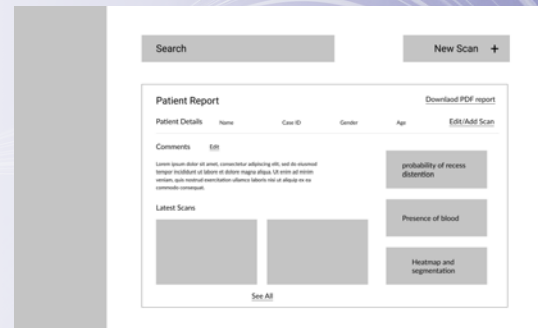 Search
New Scan +
Patient Report
Downlaod PDF report
Patient Details Name Case ID Gender Age Edit/Add Scan
Comments Edit
Lorem ipsum dolor sit amet, consectetur adipiscing elit, sed do eiusmod
tempor incididunt ut labore et dolore magna aliqua. Ut enim ad minim
veniam, quis nostrud exercitation ullamco laboris nisi ut aliquip ex ea
commodo consequat.
probability of recess
distention
Latest Scans
Presence of blood
Heatmap and
segmentation
See All